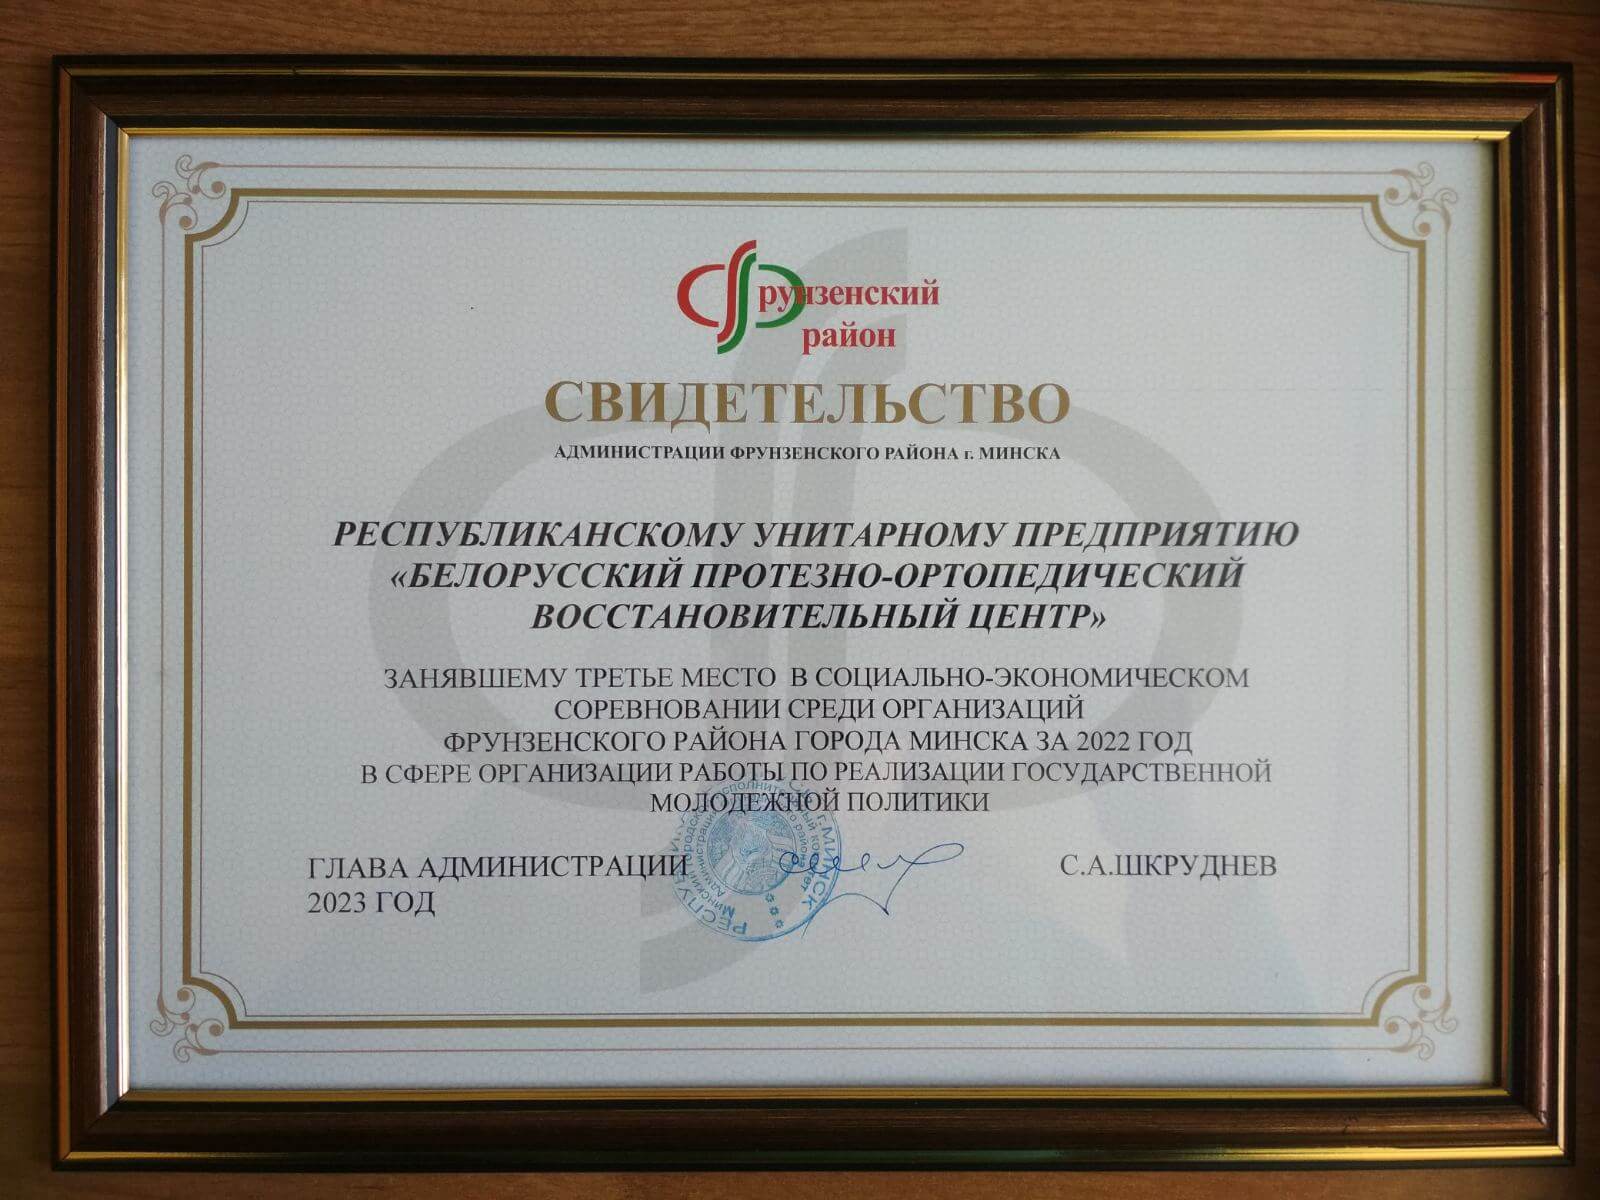 Фрунзенский
район
СВИДЕТЕЛЬСТВО
АДМИНИСТРАЦИИ ФРУНЗЕНСКОГО РАЙОНА г. МИНСКА
РЕСПУБЛИКАНСКОМУ УНИТАРНОМУ ПРЕДПРИЯТИЮ
«БЕЛОРУССКИЙ ПРОТЕЗНО-ОРТОПЕДИЧЕСКИЙ
ВОССТАНОВИТЕЛЬНЫЙ ЦЕНТР»
ЗАНЯВШЕМУ ТРЕТЬЕ МЕСТО В СОЦИАЛЬНО-ЭКОНОМИЧЕСКОМ
СОРЕВНОВАНИИ СРЕДИ ОРГАНИЗАЦИЙ
ФРУНЗЕНСКОГО РАЙОНА ГОРОДА МИНСКА ЗА 2022 ГОД
В СФЕРЕ ОРГАНИЗАЦИИ РАБОТЫ ПО РЕАЛИЗАЦИИ ГОСУДАРСТВЕННОЙ
МОЛОДЕЖНОЙ ПОЛИТИКИ
ГЛАВА АДМИНИСТРАЦИИ С.А.ШКРУДНЕВ
2023 ГОД
г.МИНСК